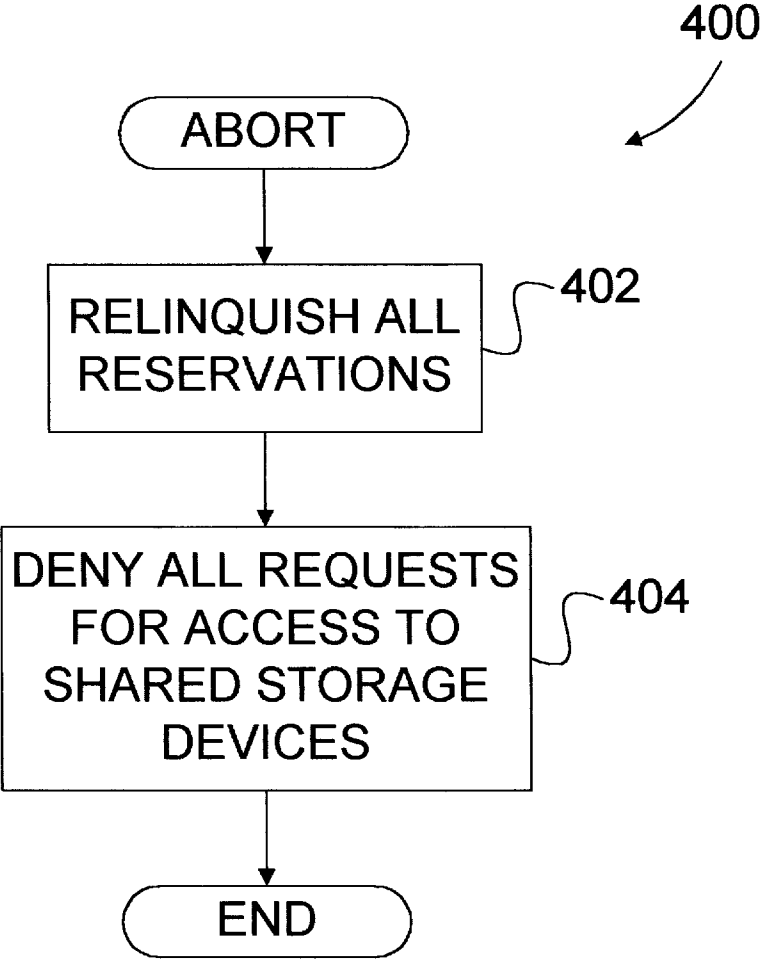 400
ABORT
RELINQUISH ALL
RESERVATIONS
402
DENY ALL REQUESTS
FOR ACCESS TO
SHARED STORAGE
DEVICES
404
END